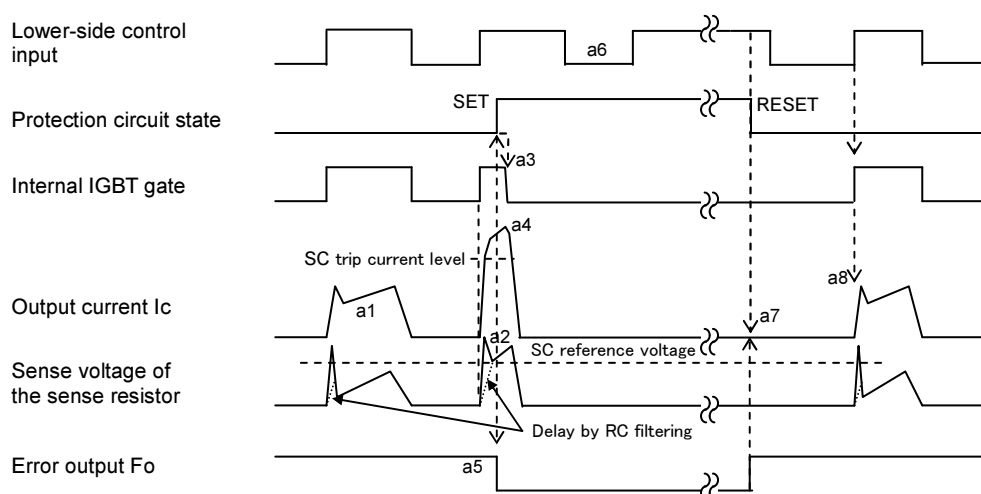 Lower-side control
input
a6
SET
RESET
Protection circuit state
a3
Internal IGBT gate
a4
SC trip current level
a8
Output current Ic
a1
a7
a2
SC reference voltage
Sense voltage of
the sense resistor
Delay by RC filtering
Error output Fo
a5